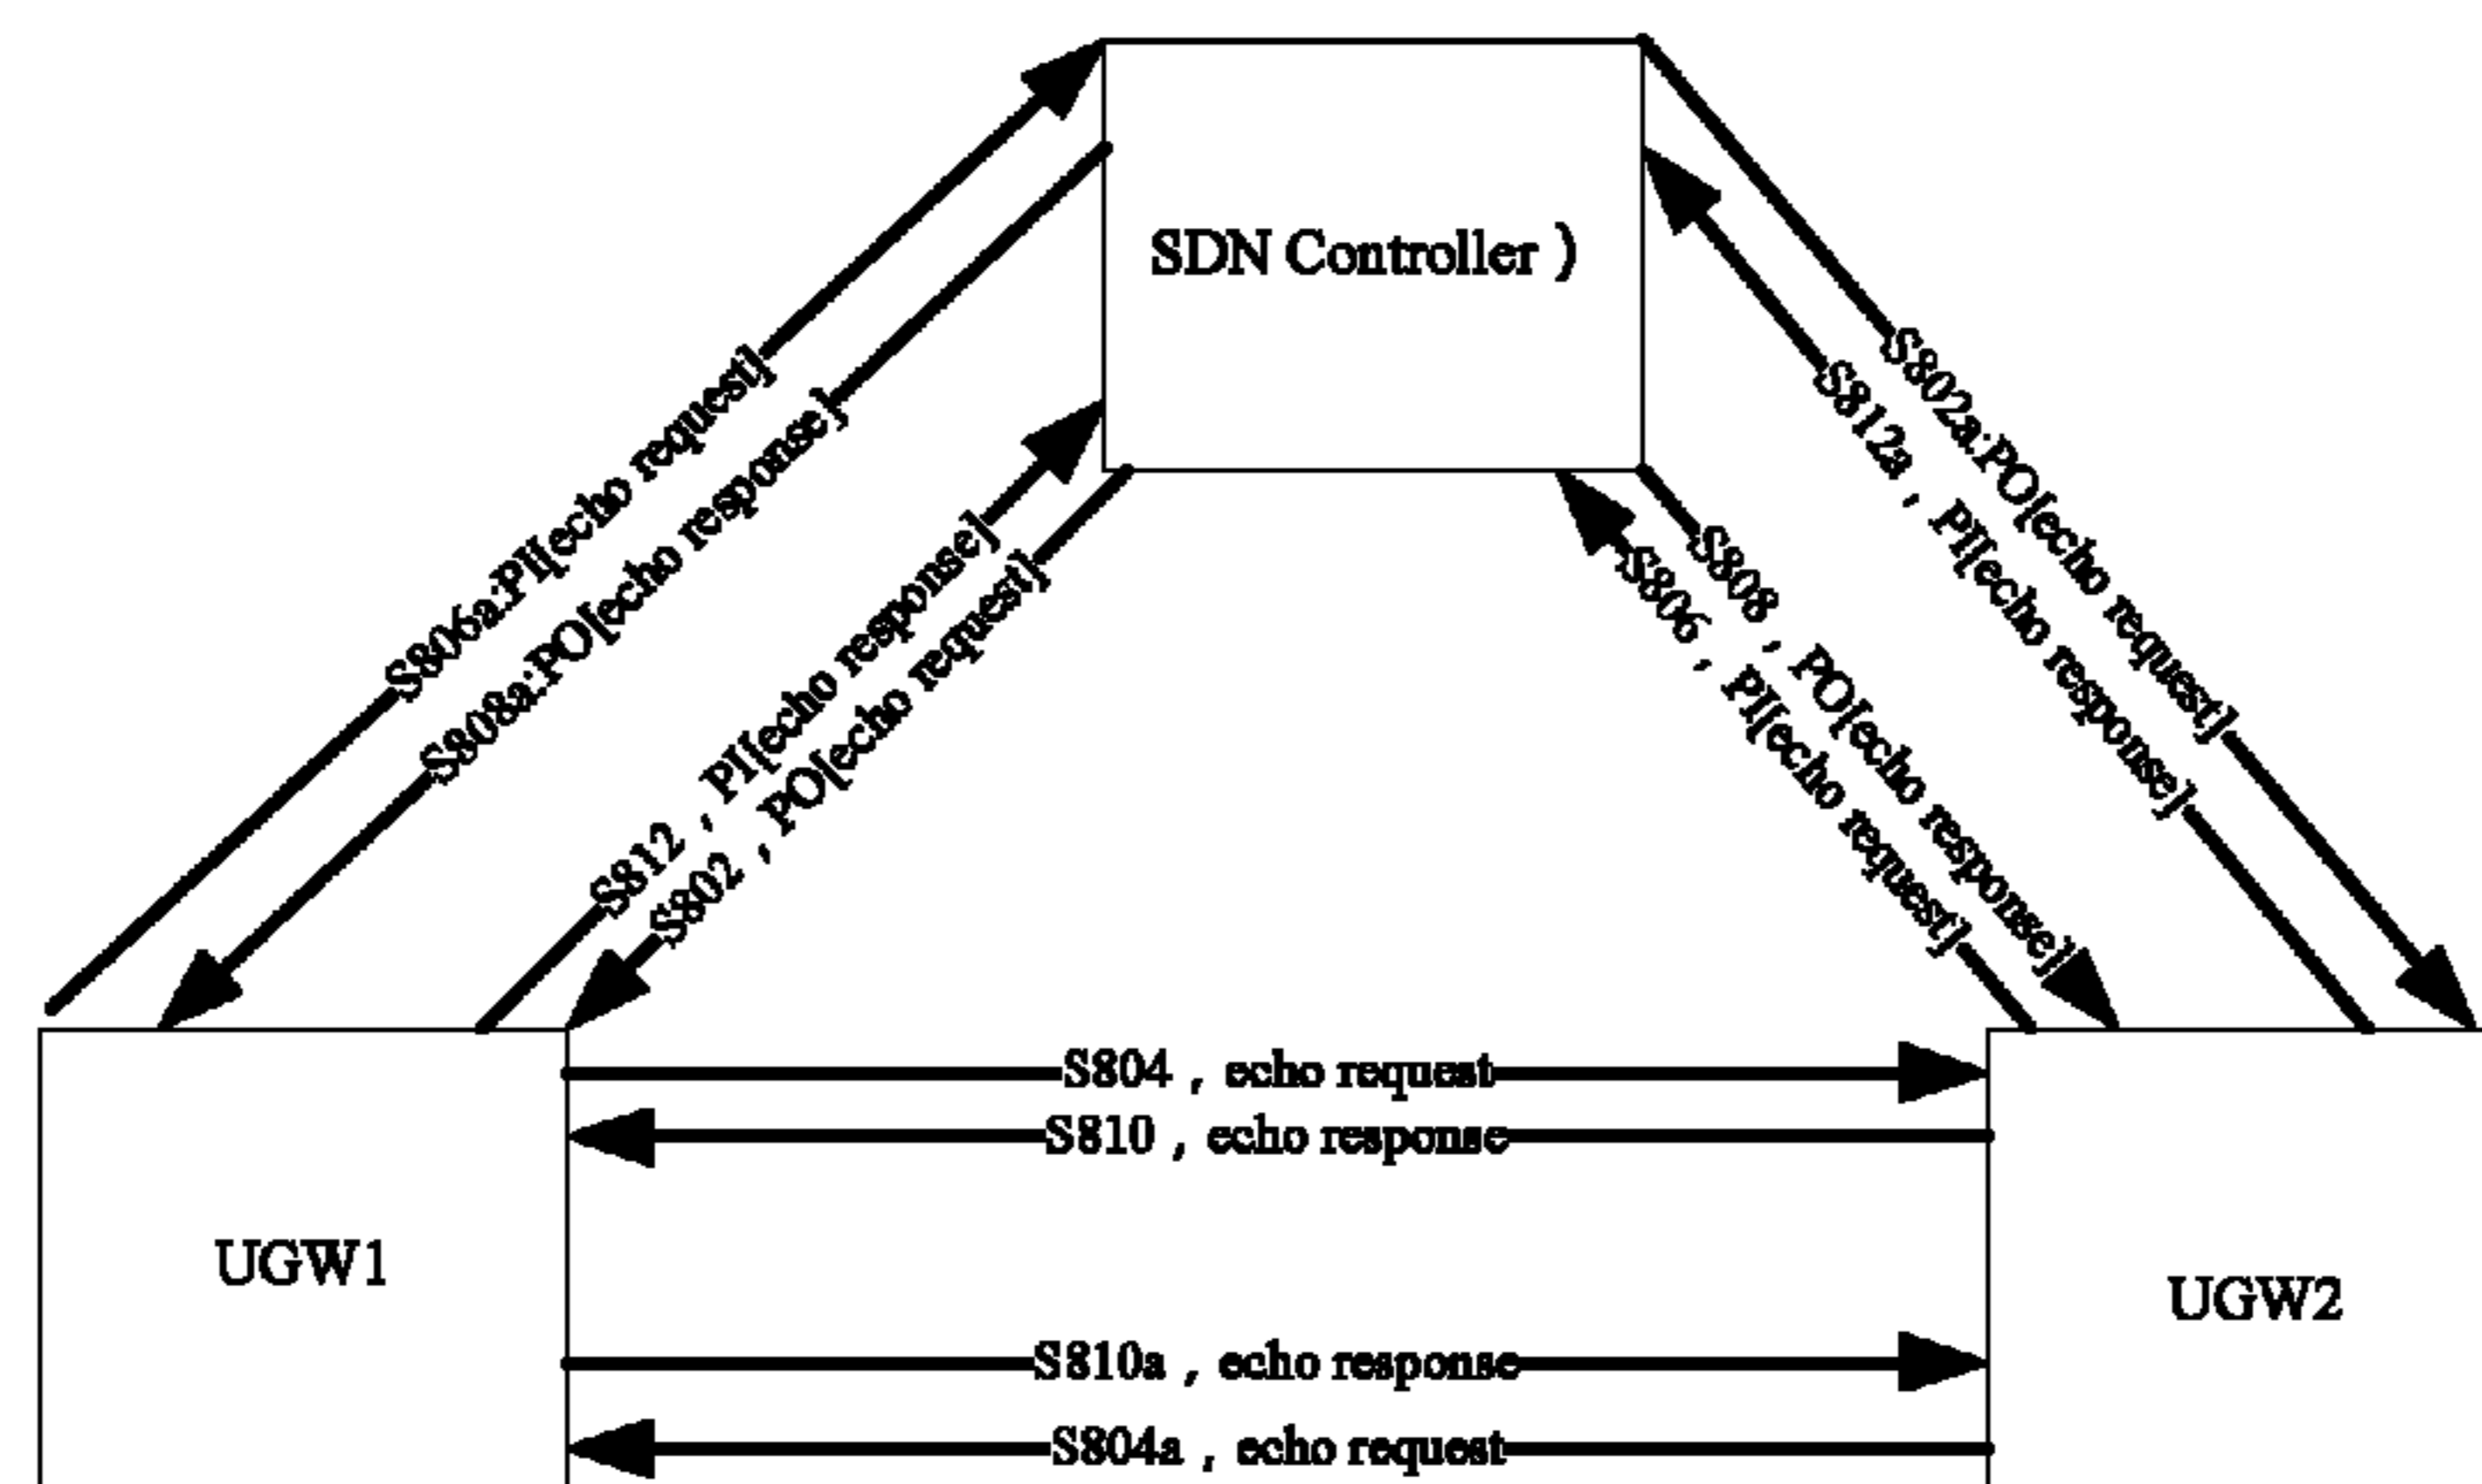 SDN Controller )
S806a:PI[echo request]
S808a:PO[echo response]
S812 , PI[echo response]
S802 , PO[echo request]
S802a:PO[echo request]
S812a , PI[echo response]
S808 , PO[echo response]
S806 , PI[echo request]
S804 , echo request
S810 , echo response
UGW1
UGW2
S810a , echo response
S804a , echo request